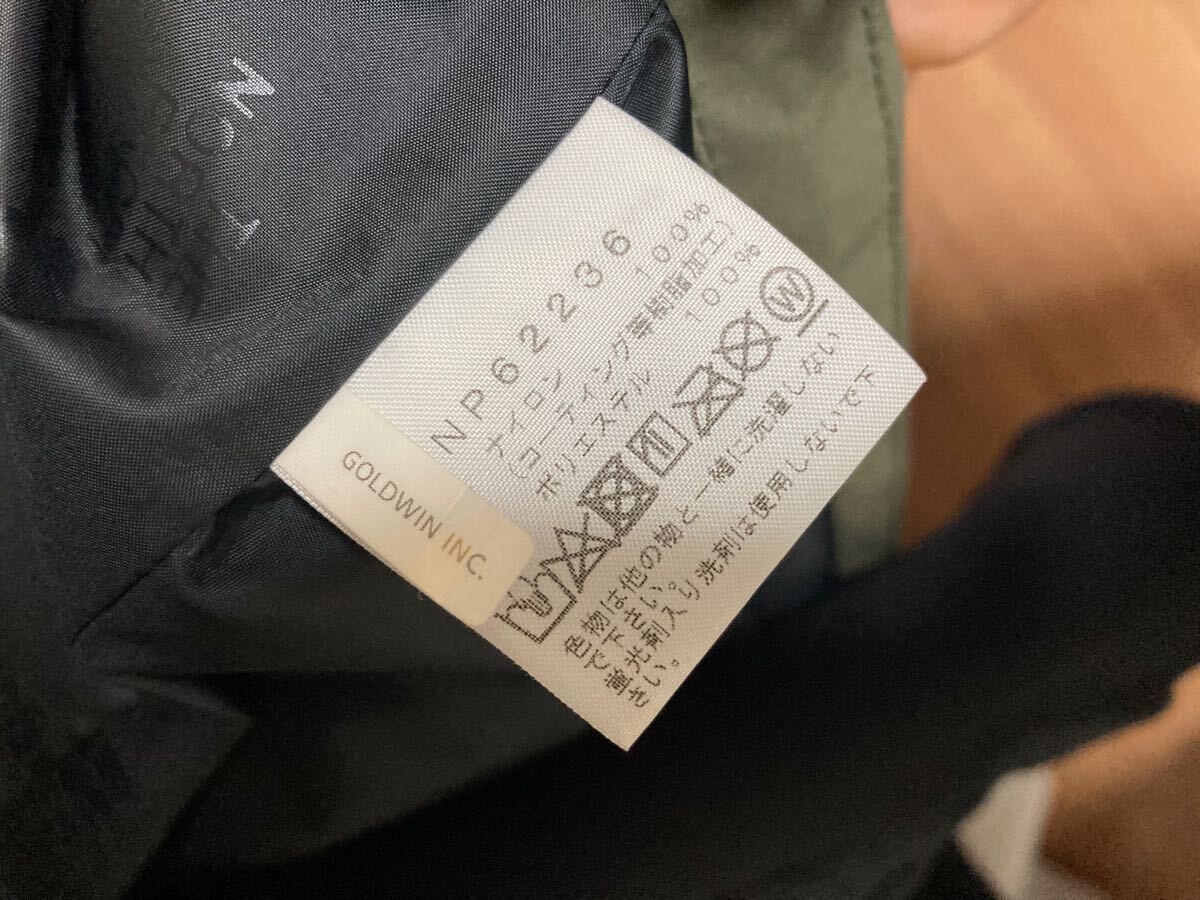 NP62236
ナイロン 100%
(コーティング等樹脂加工)
ポリエステル 100%
W
色物は他の物と一緒に洗濯しない
で下さい。
蛍光剤入り洗剤は使用しないで下
さい。
GOLDWIN INC.